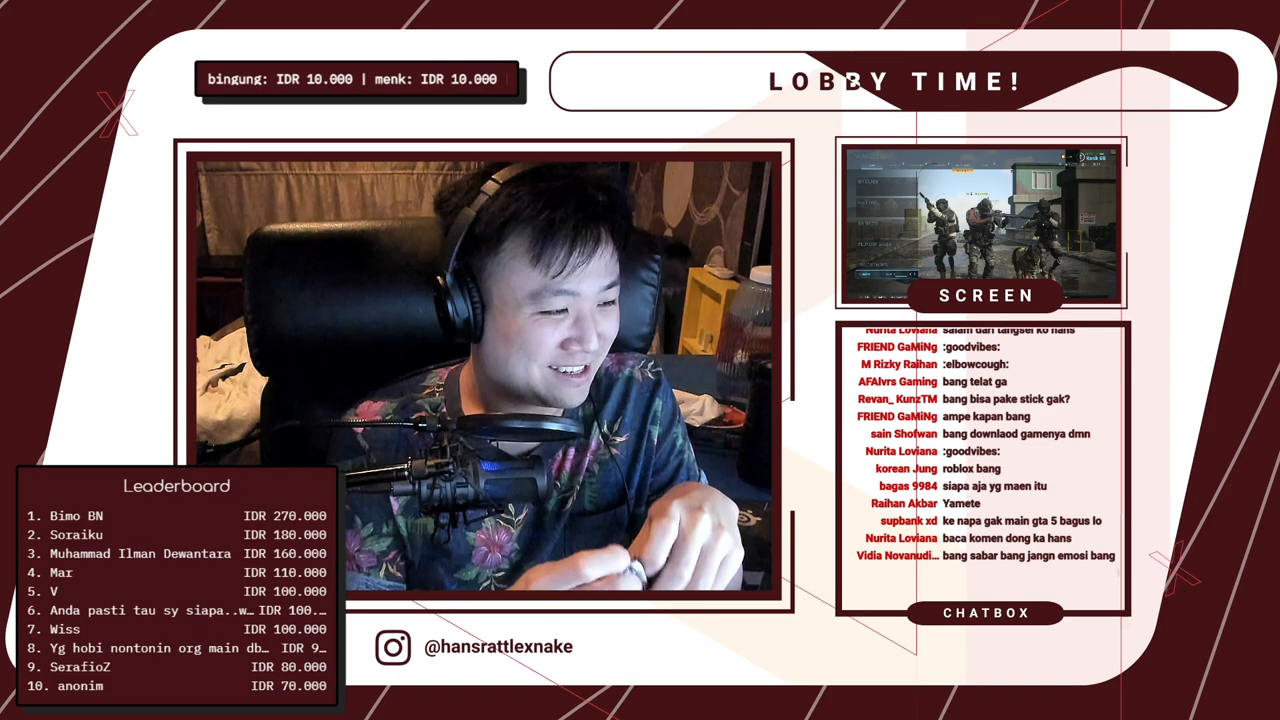 bingung: IDR 10.000 | menk: IDR 10.000
LOBBY TIME!
SCREEN
Nurita Loviana salam dari tangsel ko hans
FRIEND GaMiNg :goodvibes:
M Rizky Raihan :elbowcough:
AFAlvrs Gaming bang telat ga
Revan_ KunzTM bang bisa pake stick gak?
FRIEND GaMiNg ampe kapan bang
sain Shofwan bang downlaod gamenya dmn
Nurita Loviana :goodvibes:
korean Jung roblox bang
bagas 9984 siapa aja yg maen itu
Raihan Akbar Yamete
supbank xd ke napa gak main gta 5 bagus lo
Nurita Loviana baca komen dong ka hans
Vidia Novanudi... bang sabar bang jangn emosi bang
CHATBOX
Leaderboard
1. Bimo BN IDR 270.000
2. Soraiku IDR 180.000
3. Muhammad Ilman Dewantara IDR 160.000
4. Mar IDR 110.000
5. V IDR 100.000
6. Anda pasti tau sy siapa..w… IDR 100.…
7. Wiss IDR 100.000
8. Yg hobi nontonin org main db… IDR 9…
9. SerafioZ IDR 80.000
10. anonim IDR 70.000
@hansrattlexnake